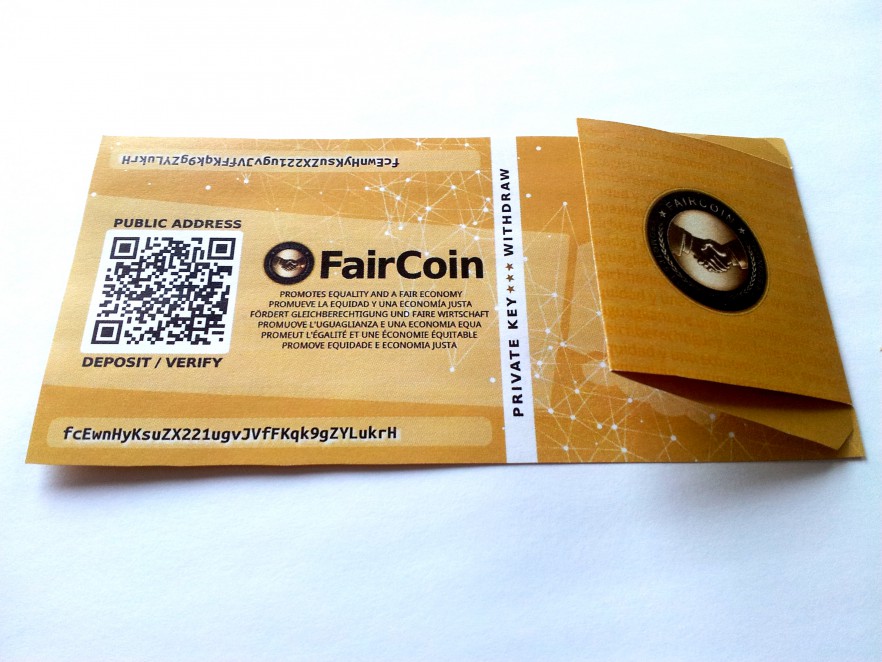 fcEwnHyKsuZX221ugvJVfFKqk9gZYLukrH
PUBLIC ADDRESS
DEPOSIT / VERIFY
FairCoin
PROMOTES EQUALITY AND A FAIR ECONOMY
PROMUEVE LA EQUIDAD Y UNA ECONOMÍA JUSTA
FÖRDERT GLEICHBERECHTIGUNG UND FAIRE WIRTSCHAFT
PROMUOVE L'UGUAGLIANZA E UNA ECONOMIA EQUA
PROMEUT L'ÉGALITÉ ET UNE ÉCONOMIE ÉQUITABLE
PROMOVE EQUIDADE E ECONOMIA JUSTA
fcEwnHyKsuZX221ugvJVfFKqk9gZYLukrH
PRIVATE KEY★★★WITHDRAW
FAIRCOIN